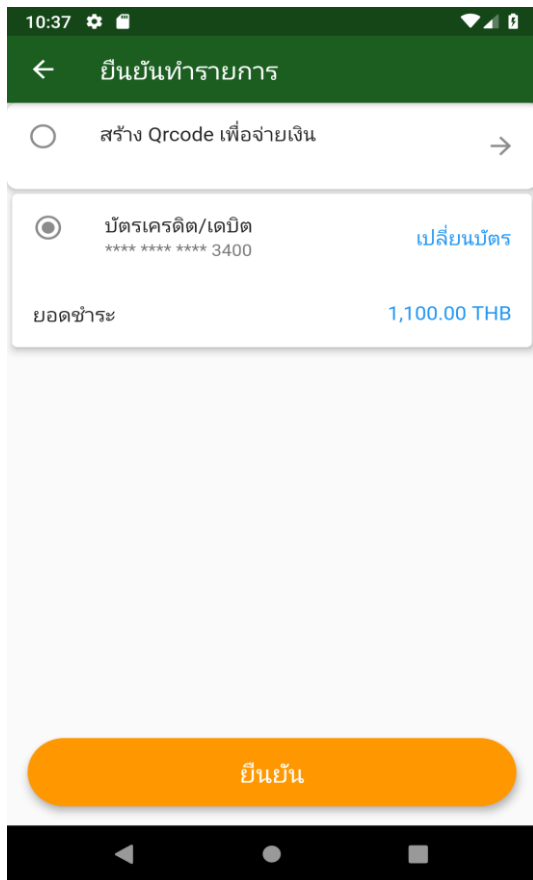 10:37
ยืนยันทำรายการ
สร้าง Qrcode เพื่อจ่ายเงิน
บัตรเครดิต/เดบิต
**** **** **** 3400
เปลี่ยนบัตร
ยอดชำระ
1,100.00 THB
ยืนยัน